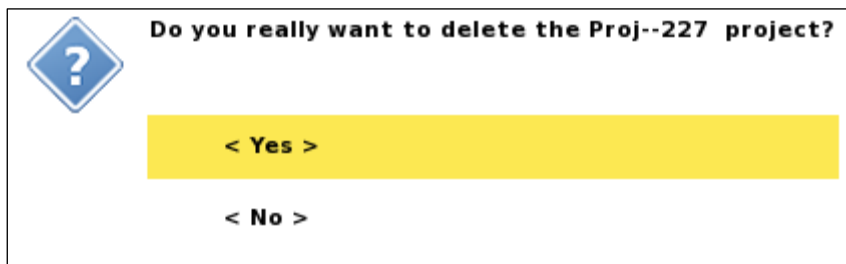 Do you really want to delete the Proj--227  project?
< Yes >
< No >